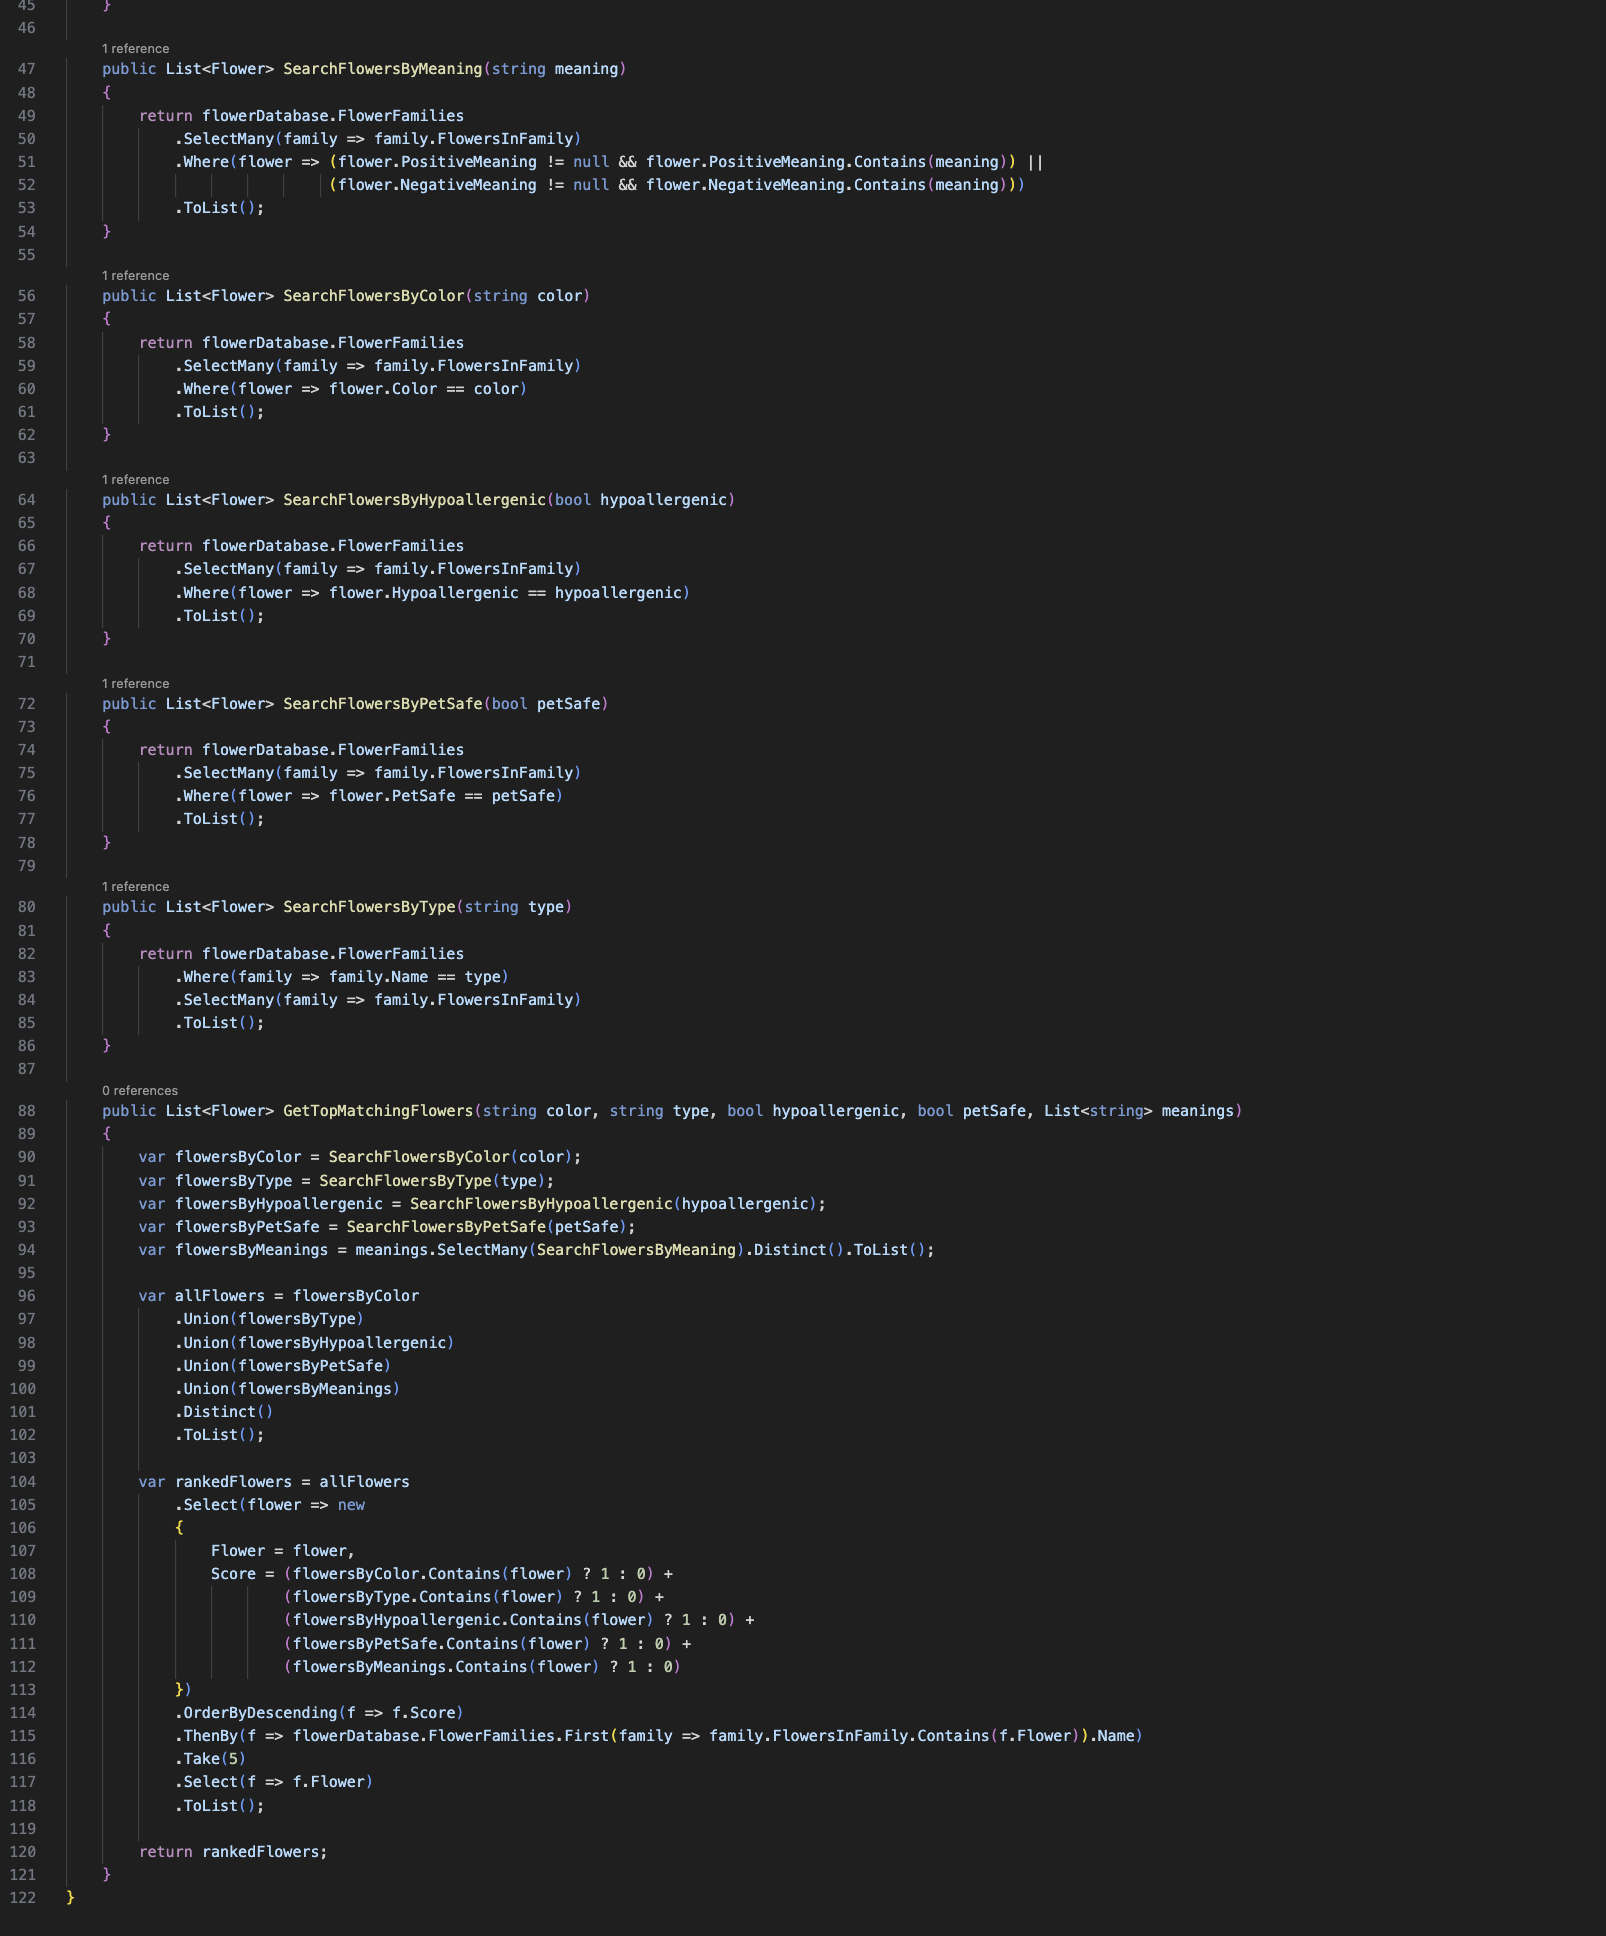 45 }
46
1 reference
47 public List<Flower> SearchFlowersByMeaning(string meaning)
48 {
49 return flowerDatabase.FlowerFamilies
50 .SelectMany(family => family.FlowersInFamily)
51 .Where(flower => (flower.PositiveMeaning != null && flower.PositiveMeaning.Contains(meaning)) ||
52 (flower.NegativeMeaning != null && flower.NegativeMeaning.Contains(meaning)))
53 .ToList();
54 }
55
1 reference
56 public List<Flower> SearchFlowersByColor(string color)
57 {
58 return flowerDatabase.FlowerFamilies
59 .SelectMany(family => family.FlowersInFamily)
60 .Where(flower => flower.Color == color)
61 .ToList();
62 }
63
1 reference
64 public List<Flower> SearchFlowersByHypoallergenic(bool hypoallergenic)
65 {
66 return flowerDatabase.FlowerFamilies
67 .SelectMany(family => family.FlowersInFamily)
68 .Where(flower => flower.Hypoallergenic == hypoallergenic)
69 .ToList();
70 }
71
1 reference
72 public List<Flower> SearchFlowersByPetSafe(bool petSafe)
73 {
74 return flowerDatabase.FlowerFamilies
75 .SelectMany(family => family.FlowersInFamily)
76 .Where(flower => flower.PetSafe == petSafe)
77 .ToList();
78 }
79
1 reference
80 public List<Flower> SearchFlowersByType(string type)
81 {
82 return flowerDatabase.FlowerFamilies
83 .Where(family => family.Name == type)
84 .SelectMany(family => family.FlowersInFamily)
85 .ToList();
86 }
87
0 references
88 public List<Flower> GetTopMatchingFlowers(string color, string type, bool hypoallergenic, bool petSafe, List<string> meanings)
89 {
90 var flowersByColor = SearchFlowersByColor(color);
91 var flowersByType = SearchFlowersByType(type);
92 var flowersByHypoallergenic = SearchFlowersByHypoallergenic(hypoallergenic);
93 var flowersByPetSafe = SearchFlowersByPetSafe(petSafe);
94 var flowersByMeanings = meanings.SelectMany(SearchFlowersByMeaning).Distinct().ToList();
95
96 var allFlowers = flowersByColor
97 .Union(flowersByType)
98 .Union(flowersByHypoallergenic)
99 .Union(flowersByPetSafe)
100 .Union(flowersByMeanings)
101 .Distinct()
102 .ToList();
103
104 var rankedFlowers = allFlowers
105 .Select(flower => new
106 {
107 Flower = flower,
108 Score = (flowersByColor.Contains(flower) ? 1 : 0) +
109 (flowersByType.Contains(flower) ? 1 : 0) +
110 (flowersByHypoallergenic.Contains(flower) ? 1 : 0) +
111 (flowersByPetSafe.Contains(flower) ? 1 : 0) +
112 (flowersByMeanings.Contains(flower) ? 1 : 0)
113 })
114 .OrderByDescending(f => f.Score)
115 .ThenBy(f => flowerDatabase.FlowerFamilies.First(family => family.FlowersInFamily.Contains(f.Flower)).Name)
116 .Take(5)
117 .Select(f => f.Flower)
118 .ToList();
119
120 return rankedFlowers;
121 }
122 }